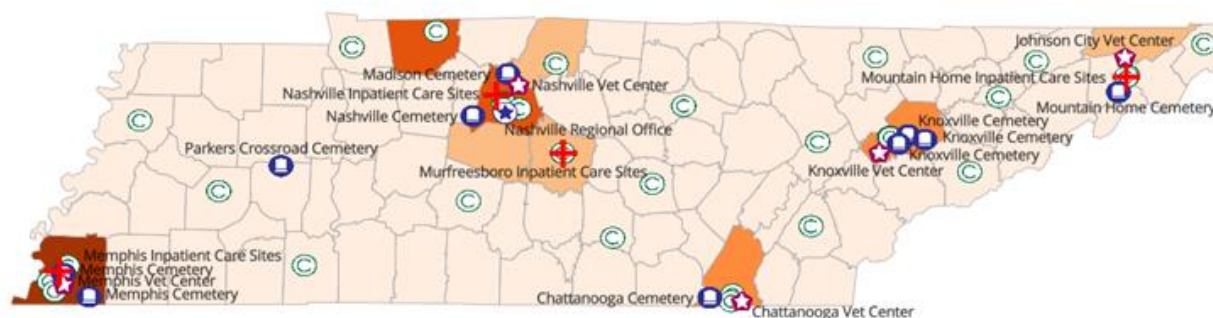 Johnson City Vet Center
Madison Cemetery
Nashville Vet Center
Mountain Home Inpatient Care Sites
Nashville Inpatient Care Sites
Mountain Home Cemetery
Nashville Cemetery
Knoxville Cemetery
Nashville Regional Office
Knoxville Cemetery
Parkers Crossroad Cemetery
Knoxville Cemetery
Murfreesboro Inpatient Care Sites
Knoxville Vet Center
Memphis Inpatient Care Sites
Memphis Cemetery
Memphis Vet Center
Memphis Cemetery
Chattanooga Cemetery
Chattanooga Vet Center